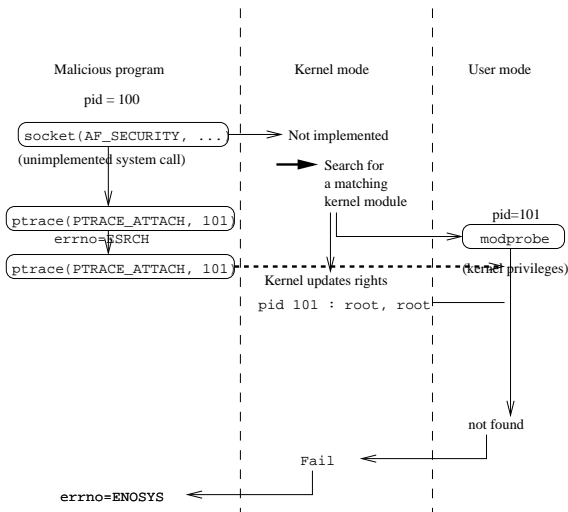 Malicious program
Kernel mode
User mode
pid = 100
socket(AF_SECURITY, ...)
Not implemented
(unimplemented system call)
Search for
a matching
kernel module
pid=101
ptrace(PTRACE_ATTACH, 101)
errno=ESRCH
modprobe
ptrace(PTRACE_ATTACH, 101)
(kernel privileges)
Kernel updates rights
pid 101 : root, root
not found
Fail
errno=ENOSYS